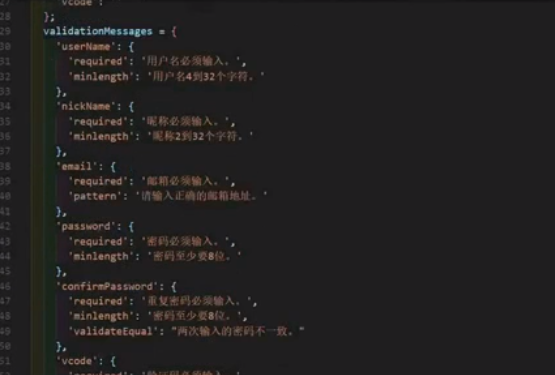 27 'vcode':
28 };
29 validationMessages = {
30 'userName': {
31 'required': '用户名必须输入。',
32 'minlength': '用户名4到32个字符。'
33 },
34 'nickName': {
35 'required': '昵称必须输入。',
36 'minlength': '昵称2到32个字符。'
37 },
38 'email': {
39 'required': '邮箱必须输入。',
40 'pattern': '请输入正确的邮箱地址。'
41 },
42 'password': {
43 'required': '密码必须输入。',
44 'minlength': '密码至少要8位。'
45 },
46 'confirmPassword': {
47 'required': '重复密码必须输入。',
48 'minlength': '密码至少要8位。',
49 'validateEqual': "两次输入的密码不一致。"
50 },
51 'vcode': {